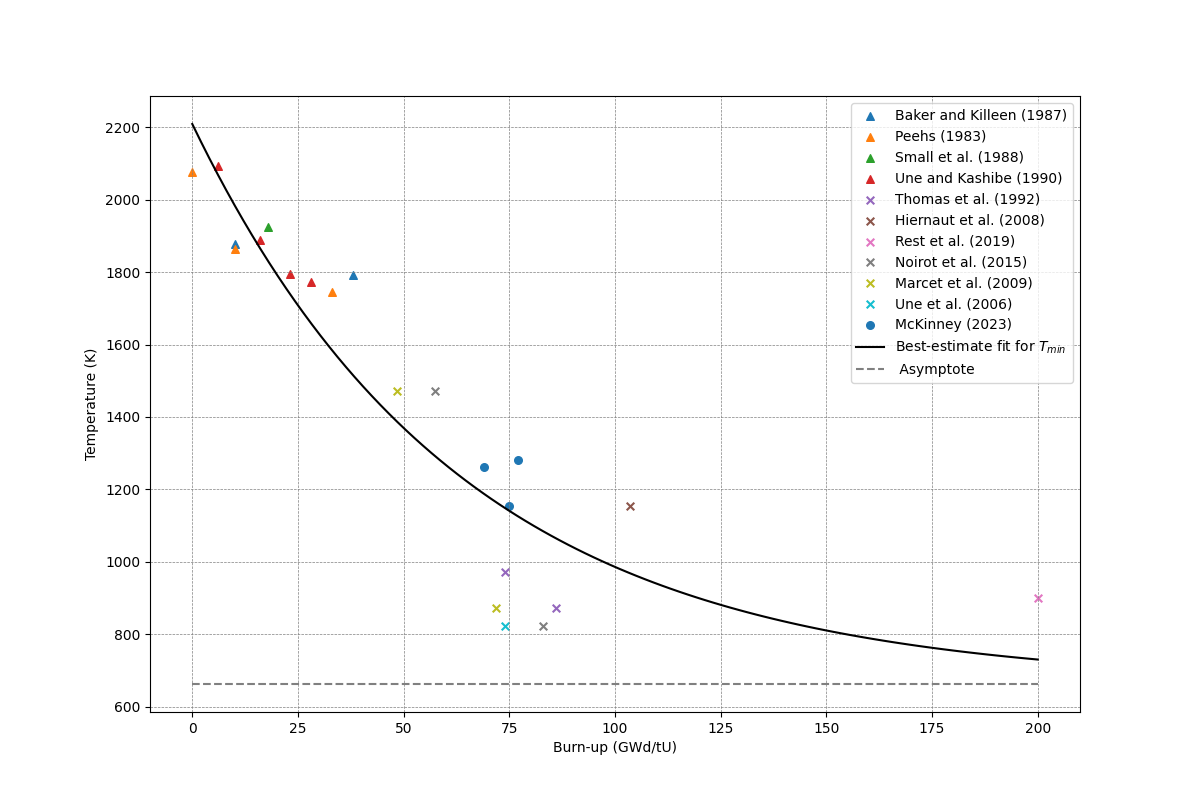 2200
2000
1800
1600
1400
1200
1000
800
600
Temperature (K)
0 25 50 75 100 125 150 175 200
Burn-up (GWd/tU)
Baker and Killeen (1987)
Peehs (1983)
Small et al. (1988)
Une and Kashibe (1990)
Thomas et al. (1992)
Hiernaut et al. (2008)
Rest et al. (2019)
Noirot et al. (2015)
Marcet et al. (2009)
Une et al. (2006)
McKinney (2023)
Best-estimate fit for T_min
Asymptote